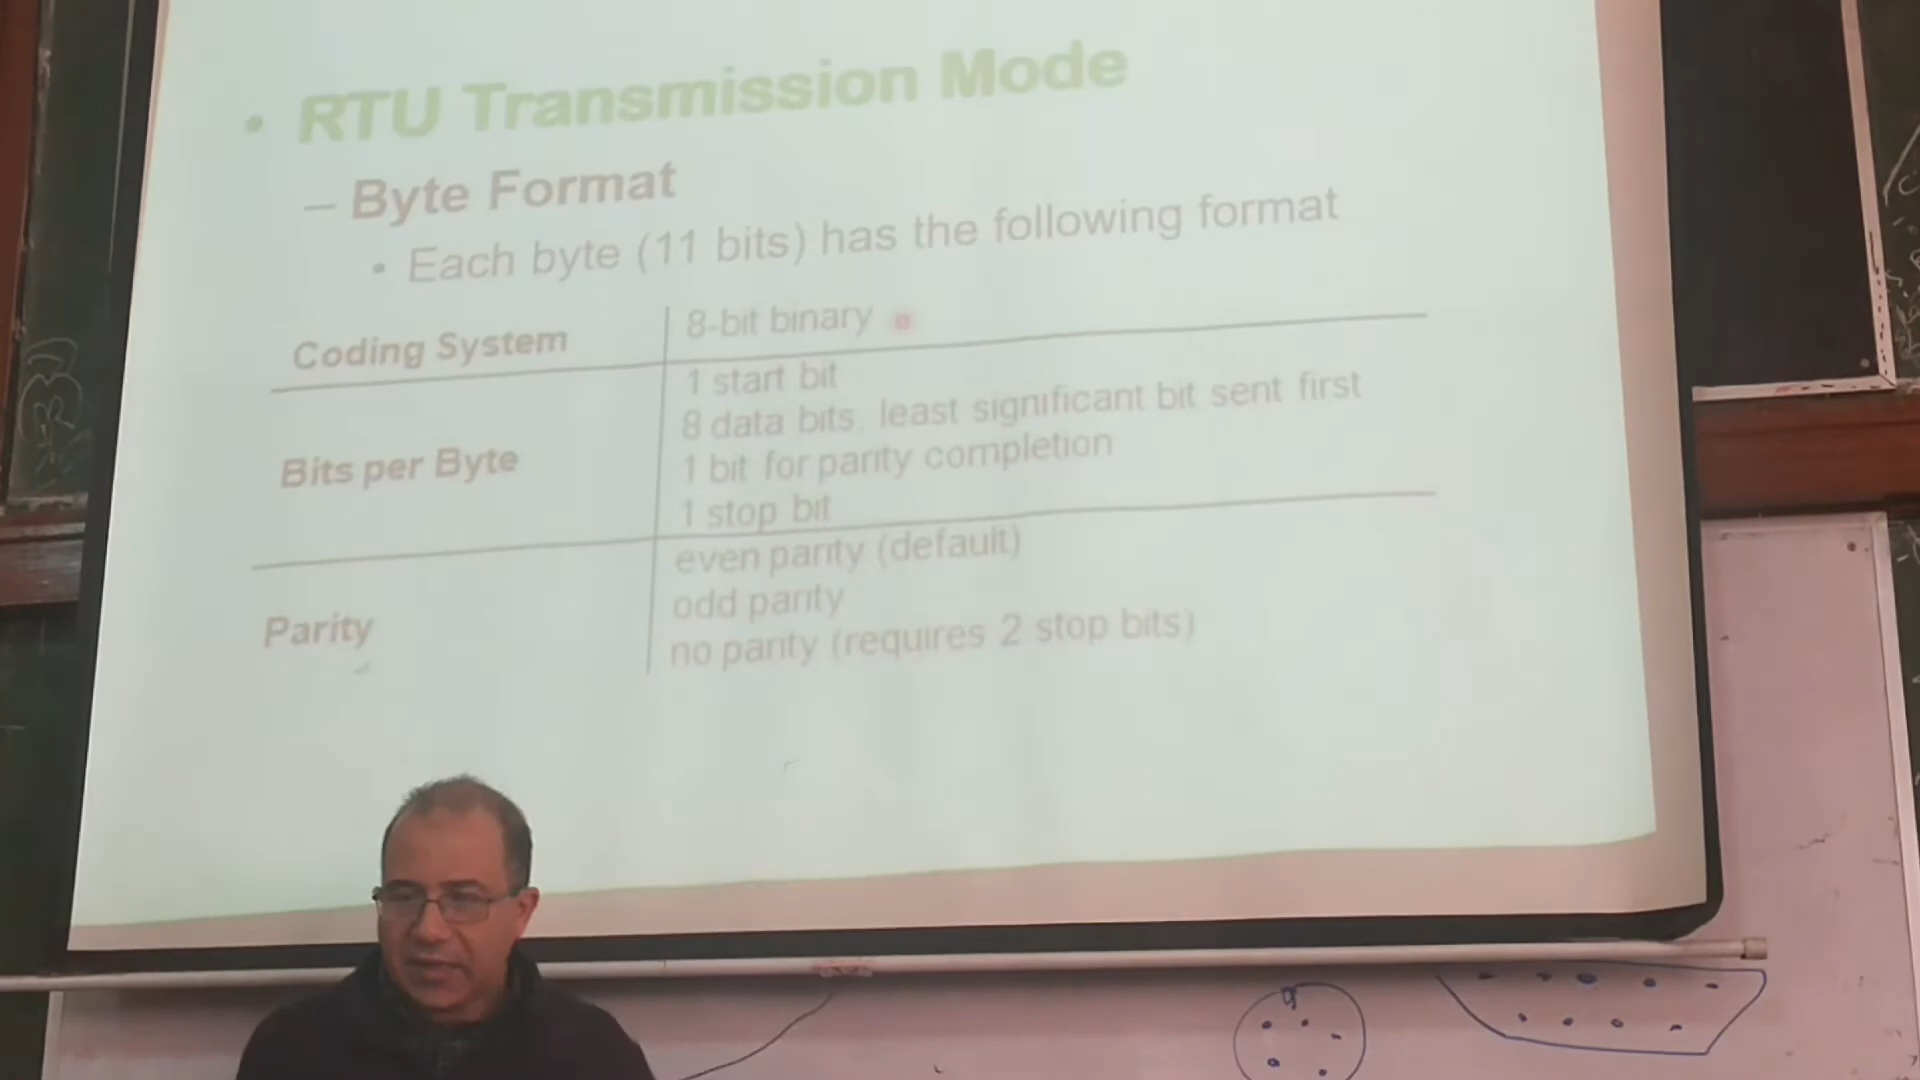 • RTU Transmission Mode
– Byte Format
• Each byte (11 bits) has the following format
Coding System
8-bit binary
Bits per Byte
1 start bit
8 data bits, least significant bit sent first
1 bit for parity completion
1 stop bit
Parity
even parity (default)
odd parity
no parity (requires 2 stop bits)